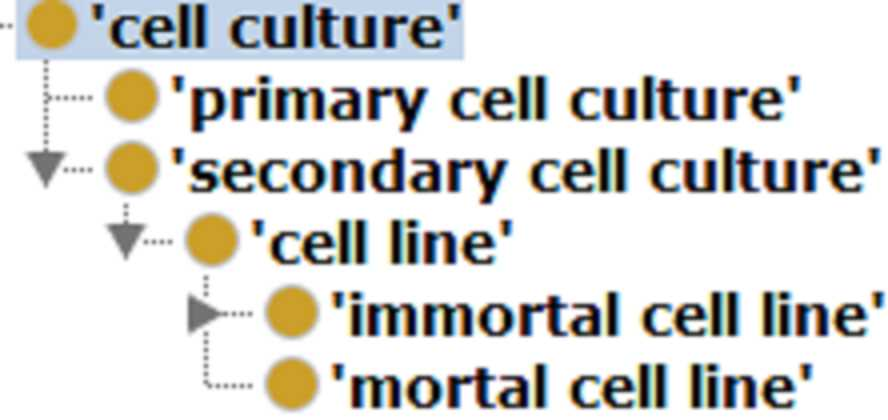 'cell culture'
'primary cell culture'
'secondary cell culture'
'cell line'
'immortal cell line'
'mortal cell line'